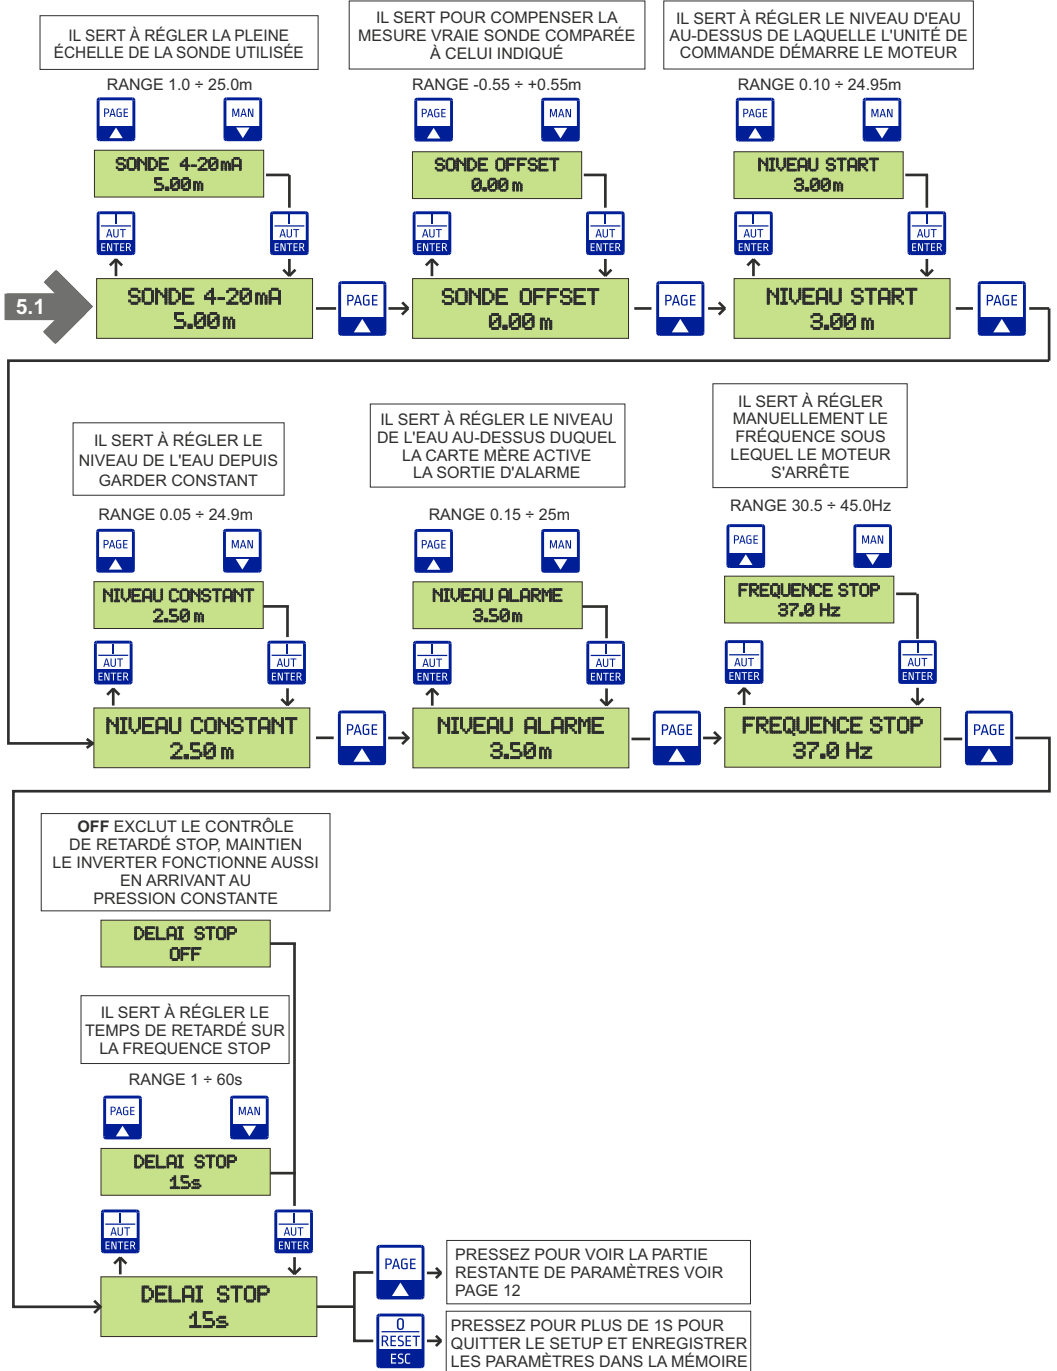 IL SERT À RÉGLER LA PLEINE
ÉCHELLE DE LA SONDE UTILISÉE
RANGE 1.0 ÷ 25.0m
PAGE
MAN
SONDE 4-20mA
5.00m
AUT
ENTER
AUT
ENTER
5.1
SONDE 4-20mA
5.00m
PAGE
IL SERT POUR COMPENSER LA
MESURE VRAIE SONDE COMPARÉE
À CELUI INDIQUÉ
RANGE -0.55 ÷ +0.55m
PAGE
MAN
SONDE OFFSET
0.00 m
AUT
ENTER
AUT
ENTER
SONDE OFFSET
0.00 m
PAGE
IL SERT À RÉGLER LE NIVEAU D'EAU
AU-DESSUS DE LAQUELLE L'UNITÉ DE
COMMANDE DÉMARRE LE MOTEUR
RANGE 0.10 ÷ 24.95m
PAGE
MAN
NIVEAU START
3.00m
AUT
ENTER
AUT
ENTER
NIVEAU START
3.00 m
PAGE
IL SERT À RÉGLER LE
NIVEAU DE L'EAU DEPUIS
GARDER CONSTANT
RANGE 0.05 ÷ 24.9m
PAGE
MAN
NIVEAU CONSTANT
2.50 m
AUT
ENTER
AUT
ENTER
NIVEAU CONSTANT
2.50 m
PAGE
IL SERT À RÉGLER LE NIVEAU
DE L'EAU AU-DESSUS DUQUEL
LA CARTE MÈRE ACTIVE
LA SORTIE D'ALARME
RANGE 0.15 ÷ 25m
PAGE
MAN
NIVEAU ALARME
3.50m
AUT
ENTER
AUT
ENTER
NIVEAU ALARME
3.50m
PAGE
IL SERT À RÉGLER
MANUELLEMENT LE
FRÉQUENCE SOUS
LEQUEL LE MOTEUR
S'ARRÊTE
RANGE 30.5 ÷ 45.0Hz
PAGE
MAN
FREQUENCE STOP
37.0 Hz
AUT
ENTER
AUT
ENTER
FREQUENCE STOP
37.0 Hz
PAGE
OFF EXCLUT LE CONTRÔLE
DE RETARDÉ STOP, MAINTIEN
LE INVERTER FONCTIONNE AUSSI
EN ARRIVANT AU
PRESSION CONSTANTE
DELAI STOP
OFF
IL SERT À RÉGLER LE
TEMPS DE RETARDÉ SUR
LA FREQUENCE STOP
RANGE 1 ÷ 60s
PAGE
MAN
DELAI STOP
15s
AUT
ENTER
AUT
ENTER
DELAI STOP
15s
PAGE
PRESSEZ POUR VOIR LA PARTIE
RESTANTE DE PARAMÈTRES VOIR
PAGE 12
0
RESET
ESC
PRESSEZ POUR PLUS DE 1S POUR
QUITTER LE SETUP ET ENREGISTRER
LES PARAMÈTRES DANS LA MÉMOIRE